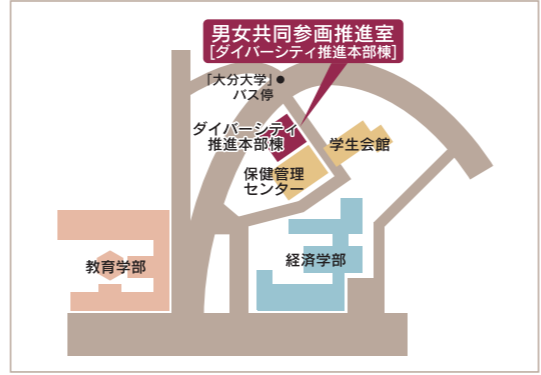 男女共同参画推進室
[ダイバーシティ推進本部棟]
「大分大学」●
バス停
ダイバーシティ
推進本部棟
学生会館
保健管理
センター
教育学部
経済学部